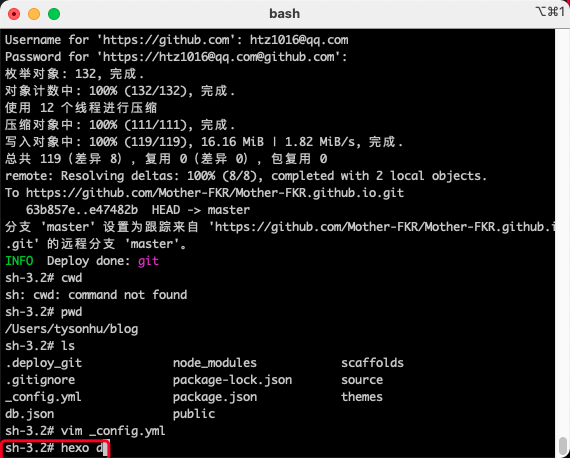 bash
⌥⌘1
Username for 'https://github.com': htz1016@qq.com
Password for 'https://htz1016@qq.com@github.com':
枚举对象: 132, 完成.
对象计数中: 100% (132/132), 完成.
使用 12 个线程进行压缩
压缩对象中: 100% (111/111), 完成.
写入对象中: 100% (119/119), 16.16 MiB | 1.82 MiB/s, 完成.
总共 119（差异 8），复用 0（差异 0），包复用 0
remote: Resolving deltas: 100% (8/8), completed with 2 local objects.
To https://github.com/Mother-FKR/Mother-FKR.github.io.git
63b857e..e47482b  HEAD -> master
分支 'master' 设置为跟踪来自 'https://github.com/Mother-FKR/Mother-FKR.github.i
.git' 的远程分支 'master'。
INFO  Deploy done: git
sh-3.2# cwd
sh: cwd: command not found
sh-3.2# pwd
/Users/tysonhu/blog
sh-3.2# ls
.deploy_git node_modules scaffolds
.gitignore package-lock.json source
_config.yml package.json themes
db.json public
sh-3.2# vim _config.yml
sh-3.2# hexo d